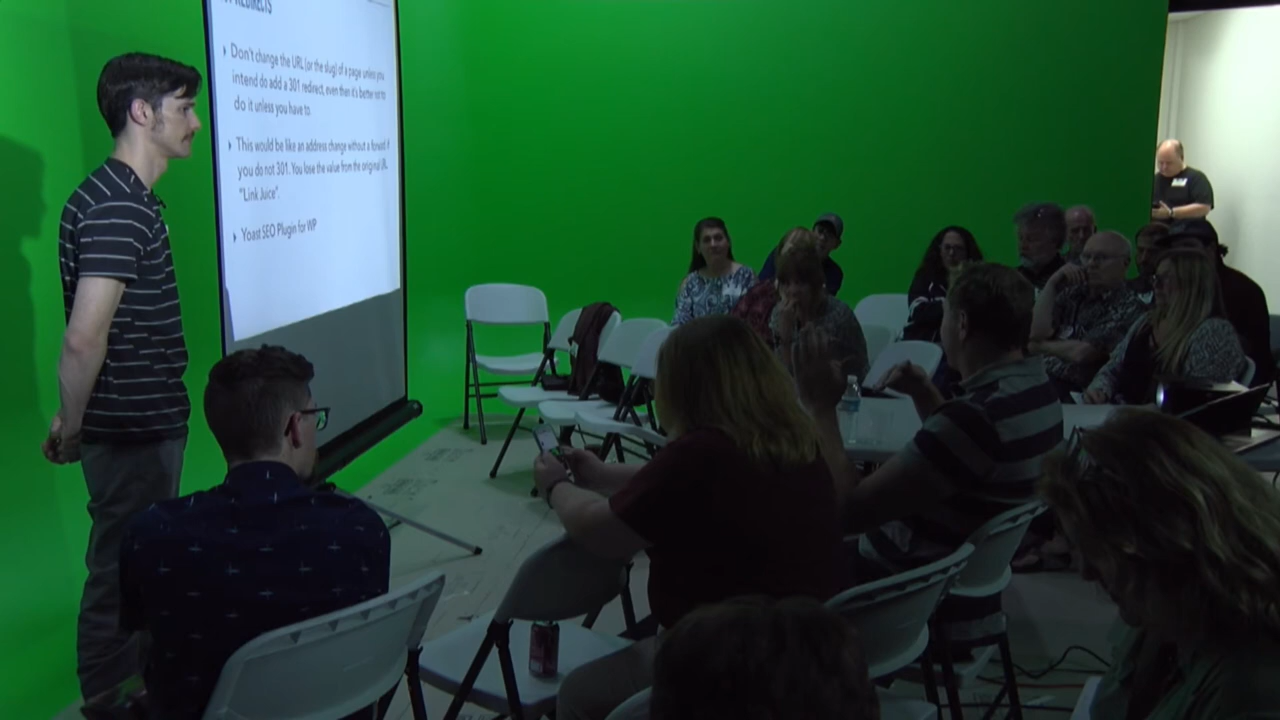 REDIRECTS
Don't change the URL (or the slug) of a page unless you
intend do add a 301 redirect, even then it's better not to
do it unless you have to.
This would be like an address change without a forward if
you do not 301. You lose the value from the original URL
"Link Juice".
Yoast SEO Plugin for WP